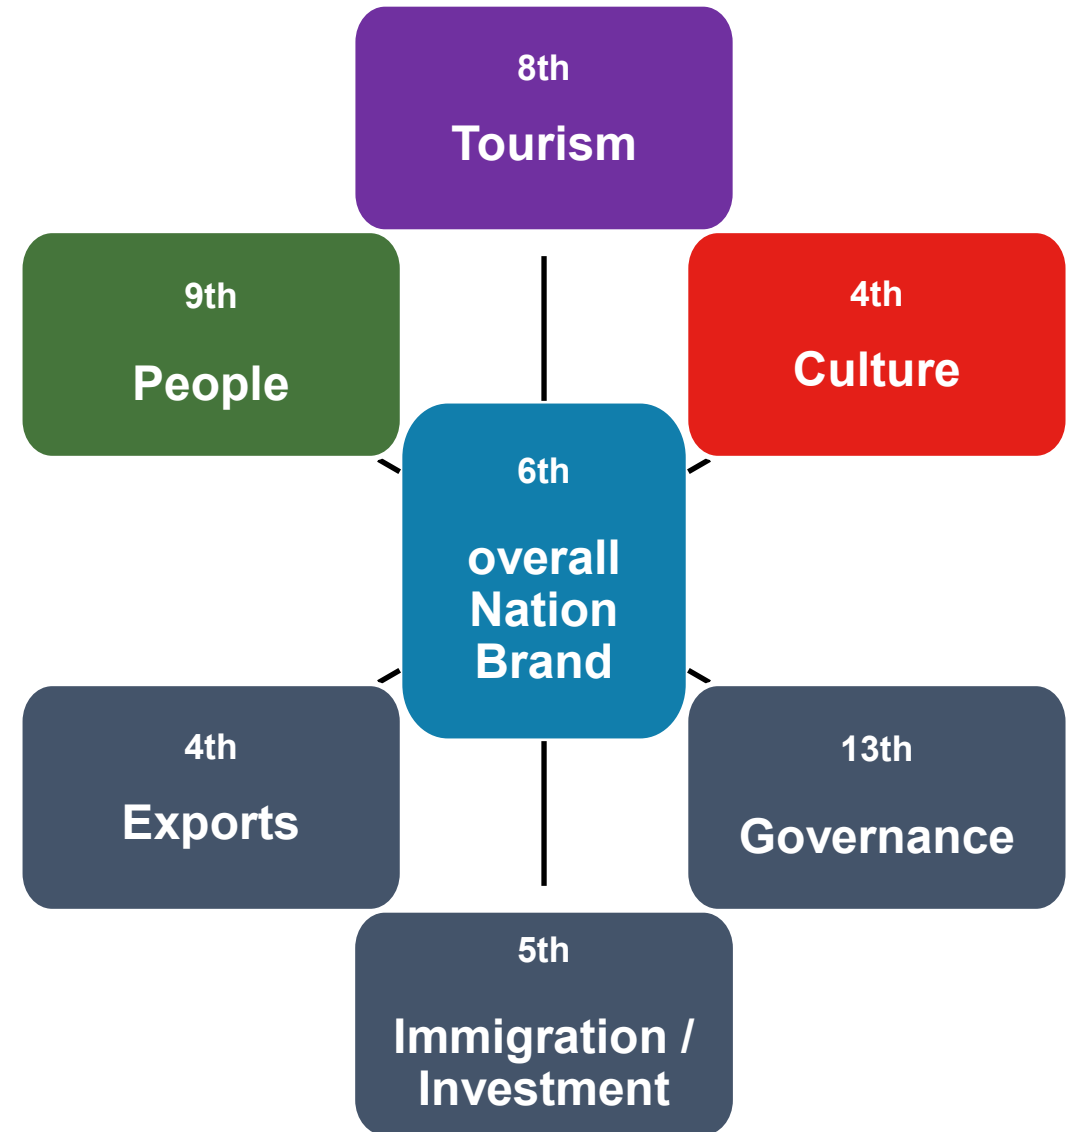 8th
Tourism
9th
People
4th
Culture
6th
overall
Nation
Brand
4th
Exports
13th
Governance
5th
Immigration /
Investment